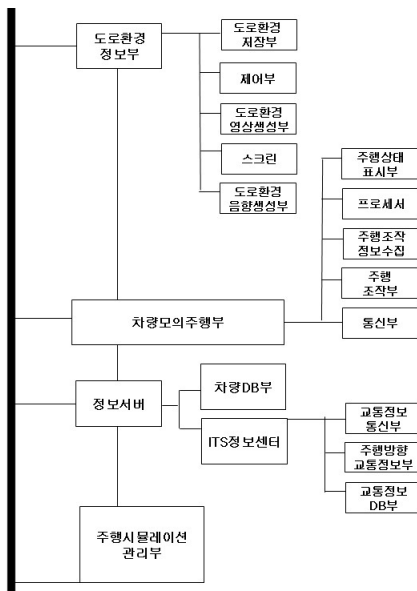 도로환경
정보부
도로환경
저장부
제어부
도로환경
영상생성부
스크린
도로환경
음향생성부
주행상태
표시부
프로세서
주행조작
정보수집
주행
조작부
통신부
차량모의주행부
정보서버
차량DB부
ITS정보센터
교통정보
통신부
주행방향
교통정보부
교통정보
DB부
주행시뮬레이션
관리부